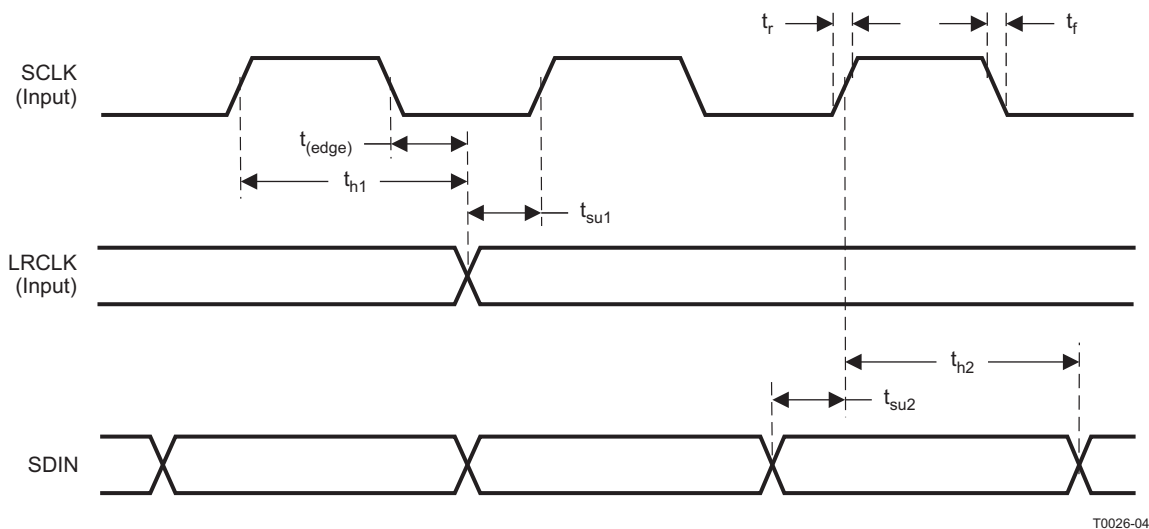 t_r
t_f
SCLK
(Input)
t_(edge)
t_h1
t_su1
LRCLK
(Input)
t_h2
t_su2
SDIN
T0026-04